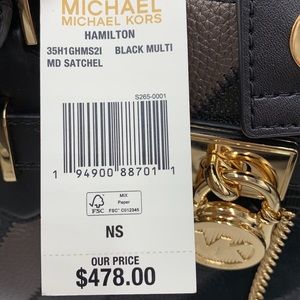 MICHAEL
MICHAEL KORS
HAMILTON
35H1GHMS2I BLACK MULTI
MD SATCHEL
S265-0001
1 94900 88701 1
FSC
MIX
Paper
FSC® C012345
NS
OUR PRICE
$478.00